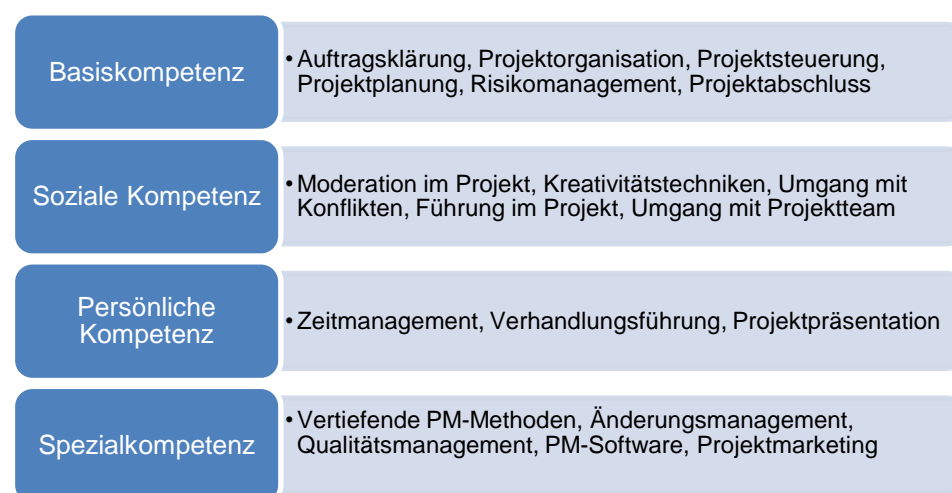 Basiskompetenz
• Auftragsklärung, Projektorganisation, Projektsteuerung,
Projektplanung, Risikomanagement, Projektabschluss
Soziale Kompetenz
• Moderation im Projekt, Kreativitätstechniken, Umgang mit
Konflikten, Führung im Projekt, Umgang mit Projektteam
Persönliche
Kompetenz
• Zeitmanagement, Verhandlungsführung, Projektpräsentation
Spezialkompetenz
• Vertiefende PM-Methoden, Änderungsmanagement,
Qualitätsmanagement, PM-Software, Projektmarketing